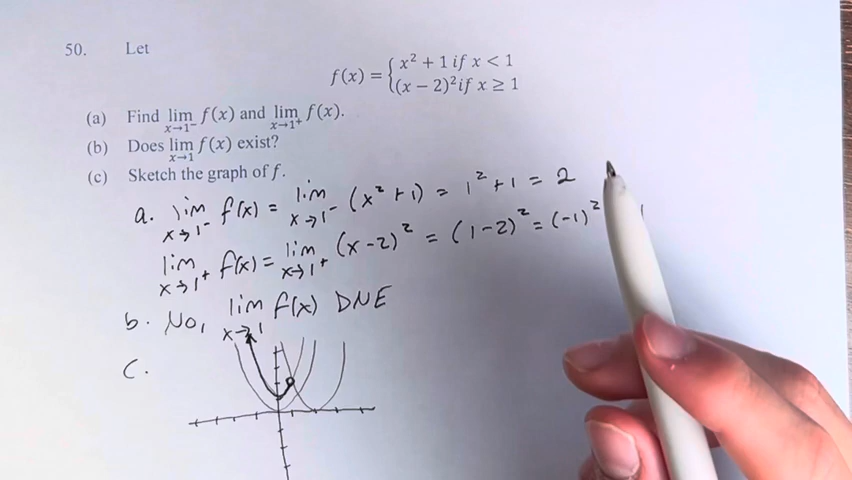 50. Let
f(x) = { x² + 1 if x < 1
(x − 2)² if x ≥ 1
(a) Find lim x→1⁻ f(x) and lim x→1⁺ f(x).
(b) Does lim x→1 f(x) exist?
(c) Sketch the graph of f.
a. lim x→1⁻ f(x) = lim x→1⁻ (x² + 1) = 1² + 1 = 2
lim x→1⁺ f(x) = lim x→1⁺ (x−2)² = (1−2)² = (−1)²
b. No, lim x→1 f(x) DNE
C.